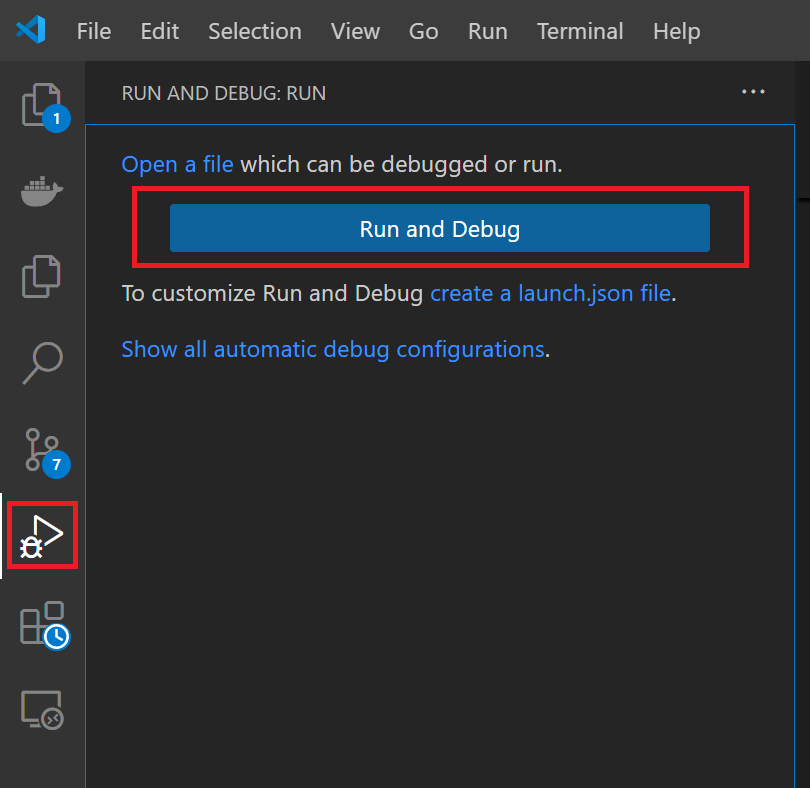 File Edit Selection View Go Run Terminal Help
RUN AND DEBUG: RUN
1
Open a file which can be debugged or run.
Run and Debug
To customize Run and Debug create a launch.json file.
Show all automatic debug configurations.
7